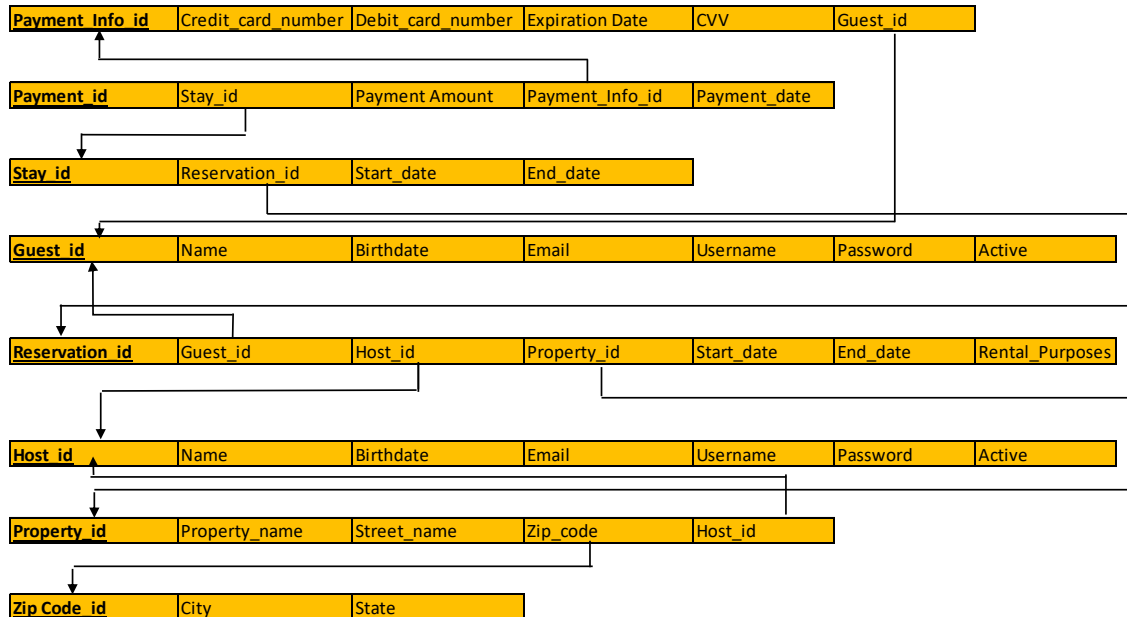 Payment_Info_id Credit_card_number Debit_card_number Expiration Date CVV Guest_id
Payment_id Stay_id Payment Amount Payment_Info_id Payment_date
Stay_id Reservation_id Start_date End_date
Guest_id Name Birthdate Email Username Password Active
Reservation_id Guest_id Host_id Property_id Start_date End_date Rental_Purposes
Host_id Name Birthdate Email Username Password Active
Property_id Property_name Street_name Zip_code Host_id
Zip Code_id City State